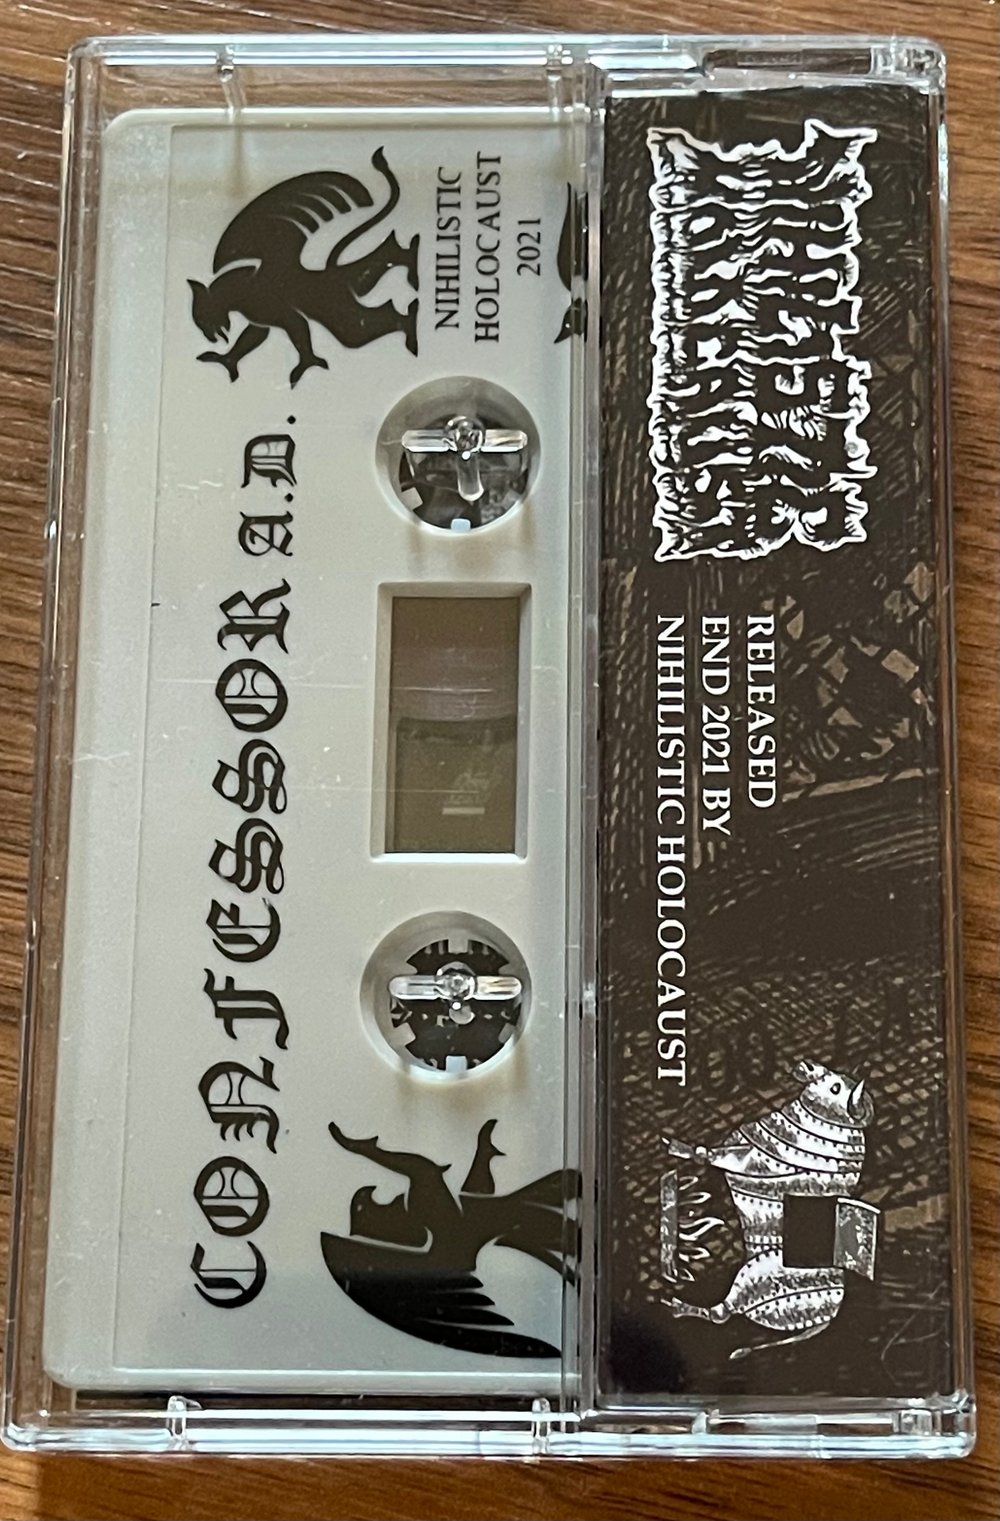 CONFESSOR A.D.
NIHILISTIC
HOLOCAUST
2021
RELEASED
END 2021 BY
NIHILISTIC HOLOCAUST